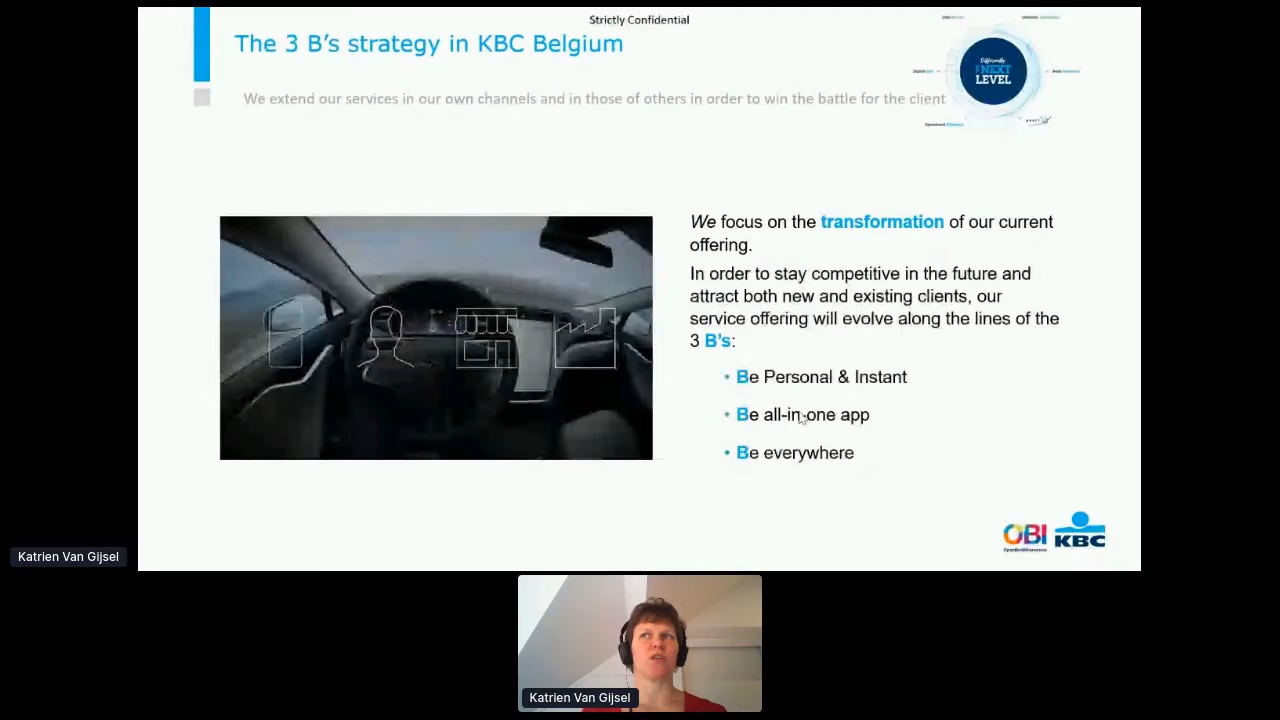 Strictly Confidential
The 3 B's strategy in KBC Belgium
We extend our services in our own channels and in those of others in order to win the battle for the client
Differently
THE NEXT
LEVEL
We focus on the transformation of our current
offering.
In order to stay competitive in the future and
attract both new and existing clients, our
service offering will evolve along the lines of the
3 B's:
• Be Personal & Instant
• Be all-in-one app
• Be everywhere
OBI
KBC
Katrien Van Gijsel
Katrien Van Gijsel